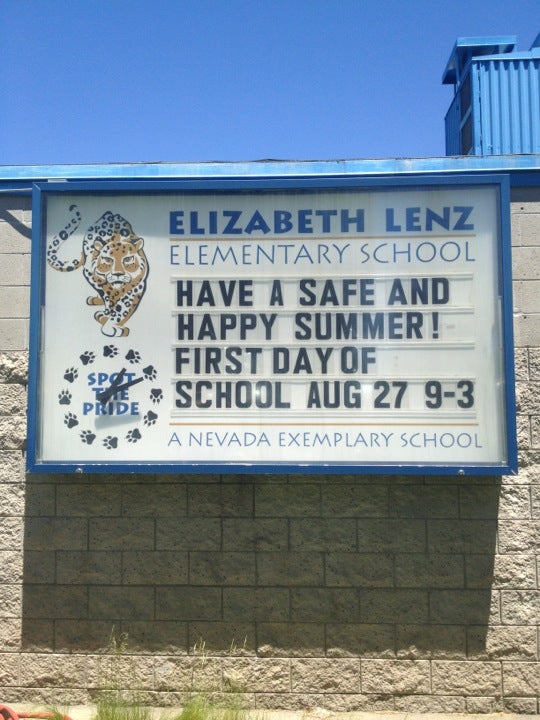 ELIZABETH LENZ
ELEMENTARY SCHOOL
HAVE A SAFE AND
HAPPY SUMMER!
FIRST DAY OF
SCHOOL AUG 27 9-3
A NEVADA EXEMPLARY SCHOOL
SPOT
THE
PRIDE